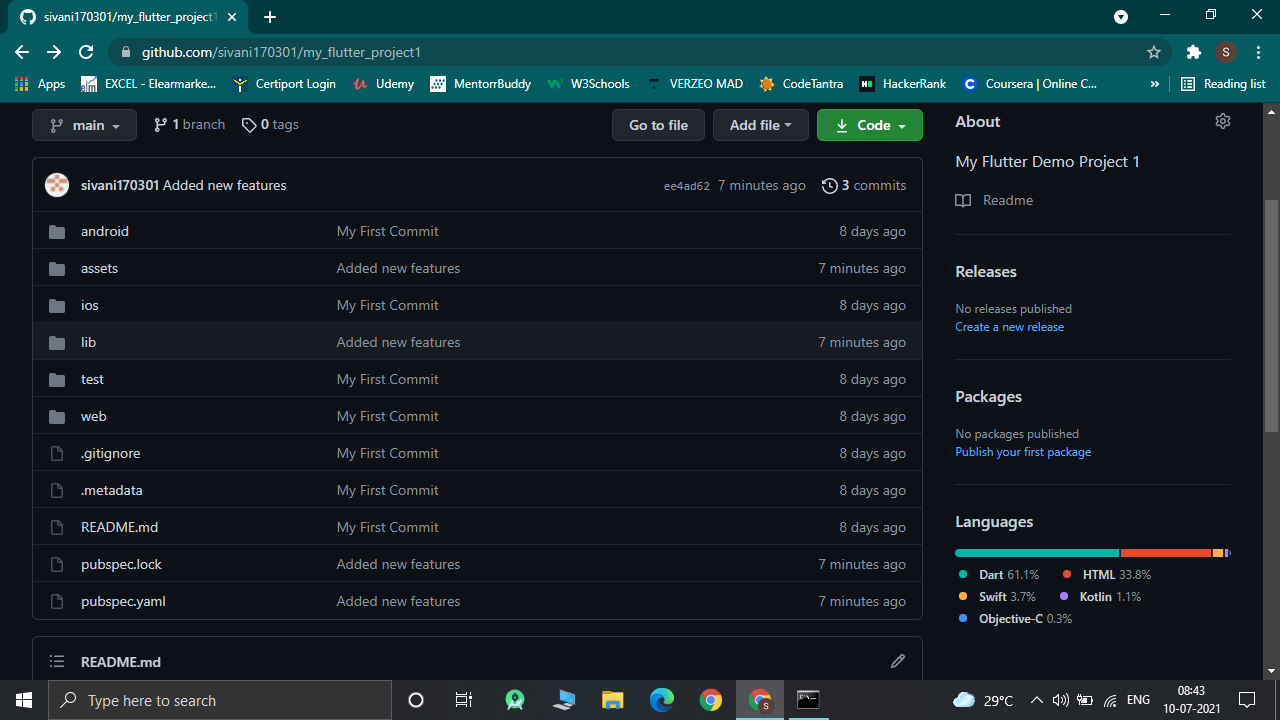 sivani170301/my_flutter_project1
github.com/sivani170301/my_flutter_project1
S
Apps EXCEL - Elearmarke... Certiport Login Udemy MentorrBuddy W3Schools VERZEO MAD CodeTantra HackerRank Coursera | Online C... » Reading list
main 1 branch 0 tags Go to file Add file Code
sivani170301 Added new features ee4ad62 7 minutes ago 3 commits
android My First Commit 8 days ago
assets Added new features 7 minutes ago
ios My First Commit 8 days ago
lib Added new features 7 minutes ago
test My First Commit 8 days ago
web My First Commit 8 days ago
.gitignore My First Commit 8 days ago
.metadata My First Commit 8 days ago
README.md My First Commit 8 days ago
pubspec.lock Added new features 7 minutes ago
pubspec.yaml Added new features 7 minutes ago
README.md
About
My Flutter Demo Project 1
Readme
Releases
No releases published
Create a new release
Packages
No packages published
Publish your first package
Languages
Dart 61.1% HTML 33.8%
Swift 3.7% Kotlin 1.1%
Objective-C 0.3%
Type here to search
29°C ENG
08:43
10-07-2021